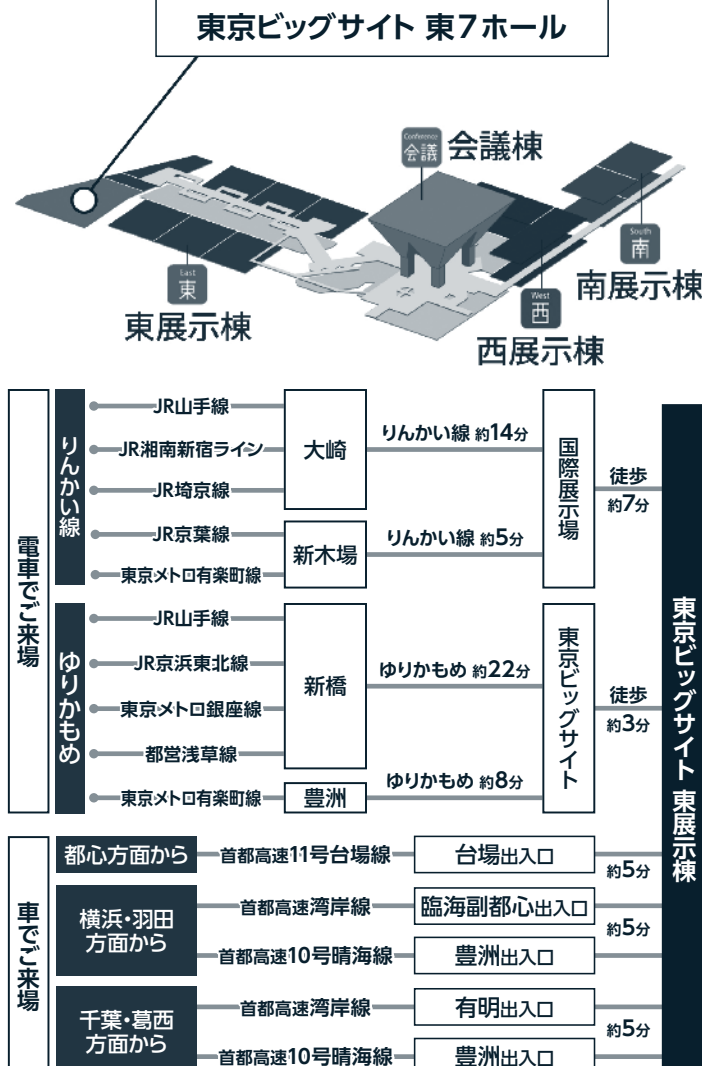 東京ビッグサイト 東7ホール
Conference
会議
会議棟
South
南
南展示棟
East
東
東展示棟
West
西
西展示棟
電車でご来場
りんかい線
JR山手線
JR湘南新宿ライン
JR埼京線
大崎
りんかい線 約14分
JR京葉線
東京メトロ有楽町線
新木場
りんかい線 約5分
国際展示場
徒歩
約7分
ゆりかもめ
JR山手線
JR京浜東北線
東京メトロ銀座線
都営浅草線
新橋
ゆりかもめ 約22分
東京メトロ有楽町線
豊洲
ゆりかもめ 約8分
東京ビッグサイト
徒歩
約3分
東京ビッグサイト 東展示棟
車でご来場
都心方面から
首都高速11号台場線
台場出入口
約5分
横浜・羽田
方面から
首都高速湾岸線
臨海副都心出入口
首都高速10号晴海線
豊洲出入口
約5分
千葉・葛西
方面から
首都高速湾岸線
有明出入口
首都高速10号晴海線
豊洲出入口
約5分